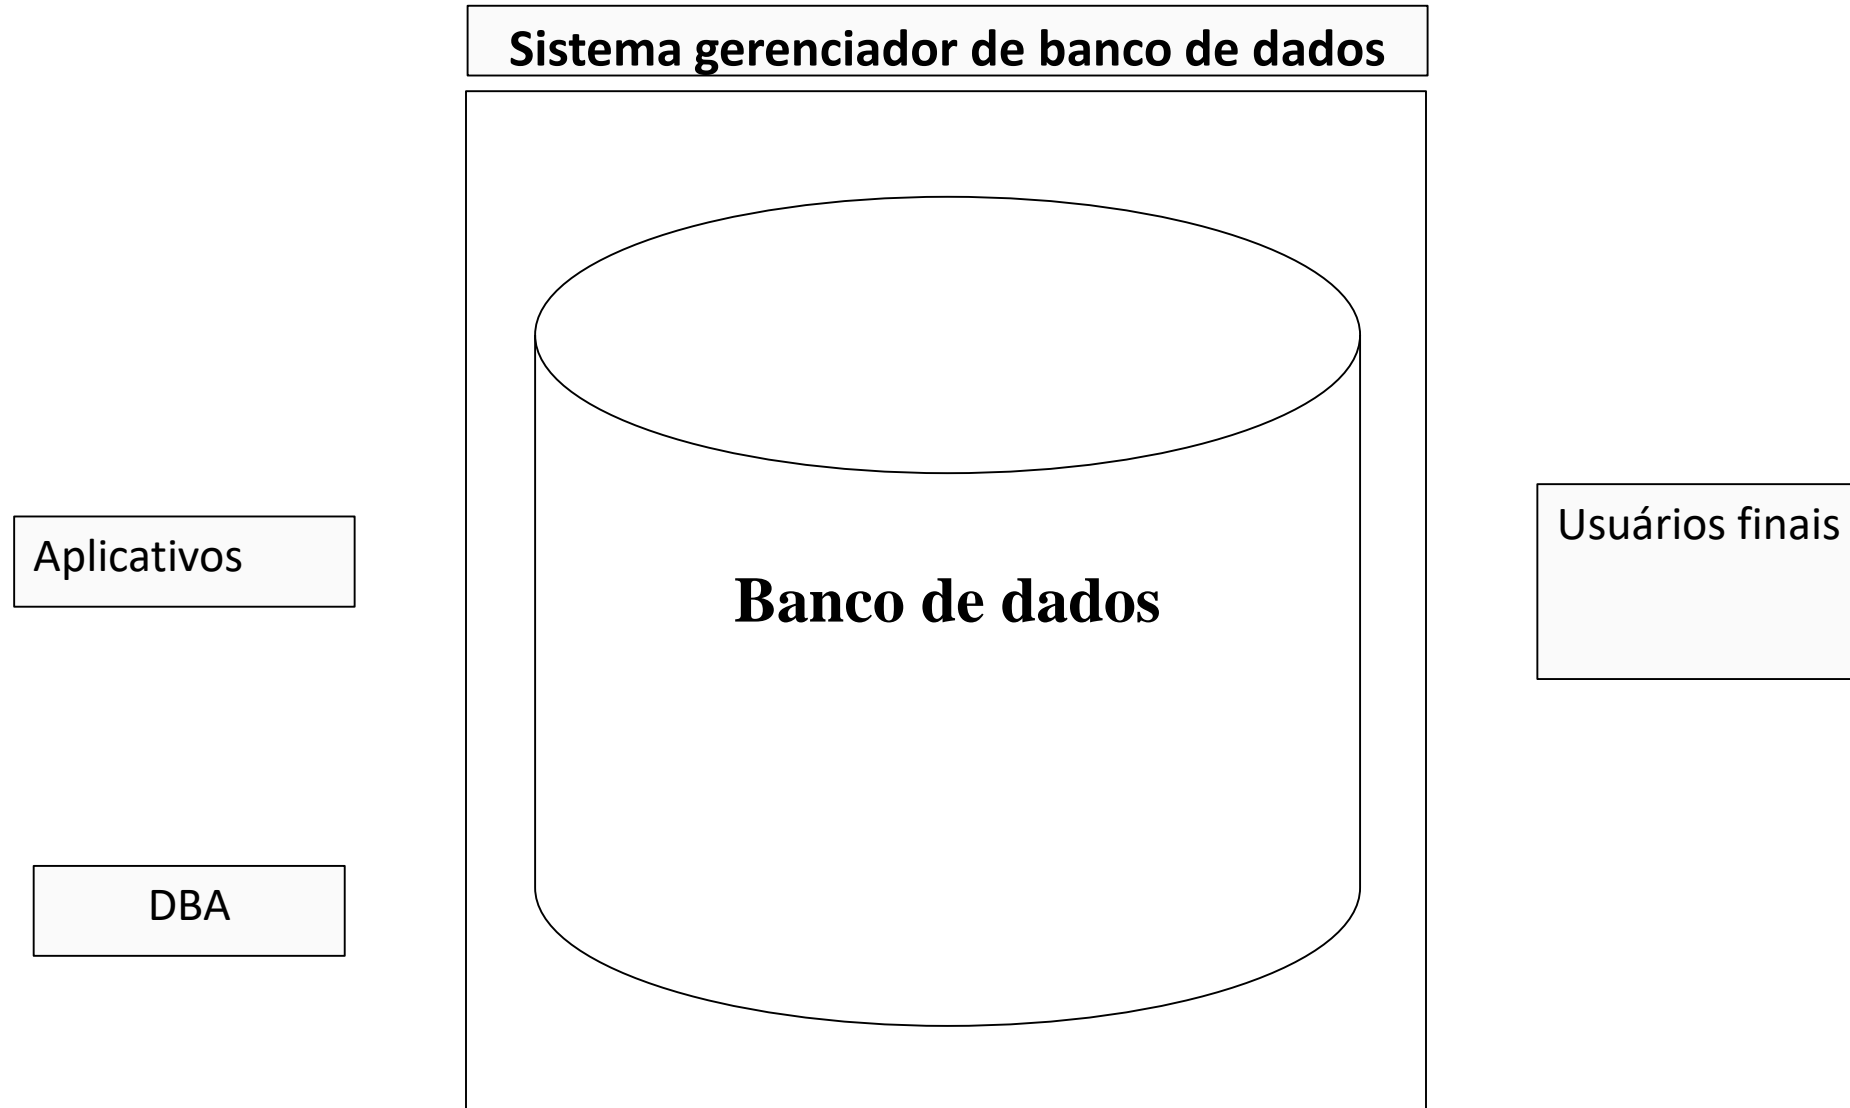 Sistema gerenciador de banco de dados
Aplicativos
Banco de dados
Usuários finais
DBA